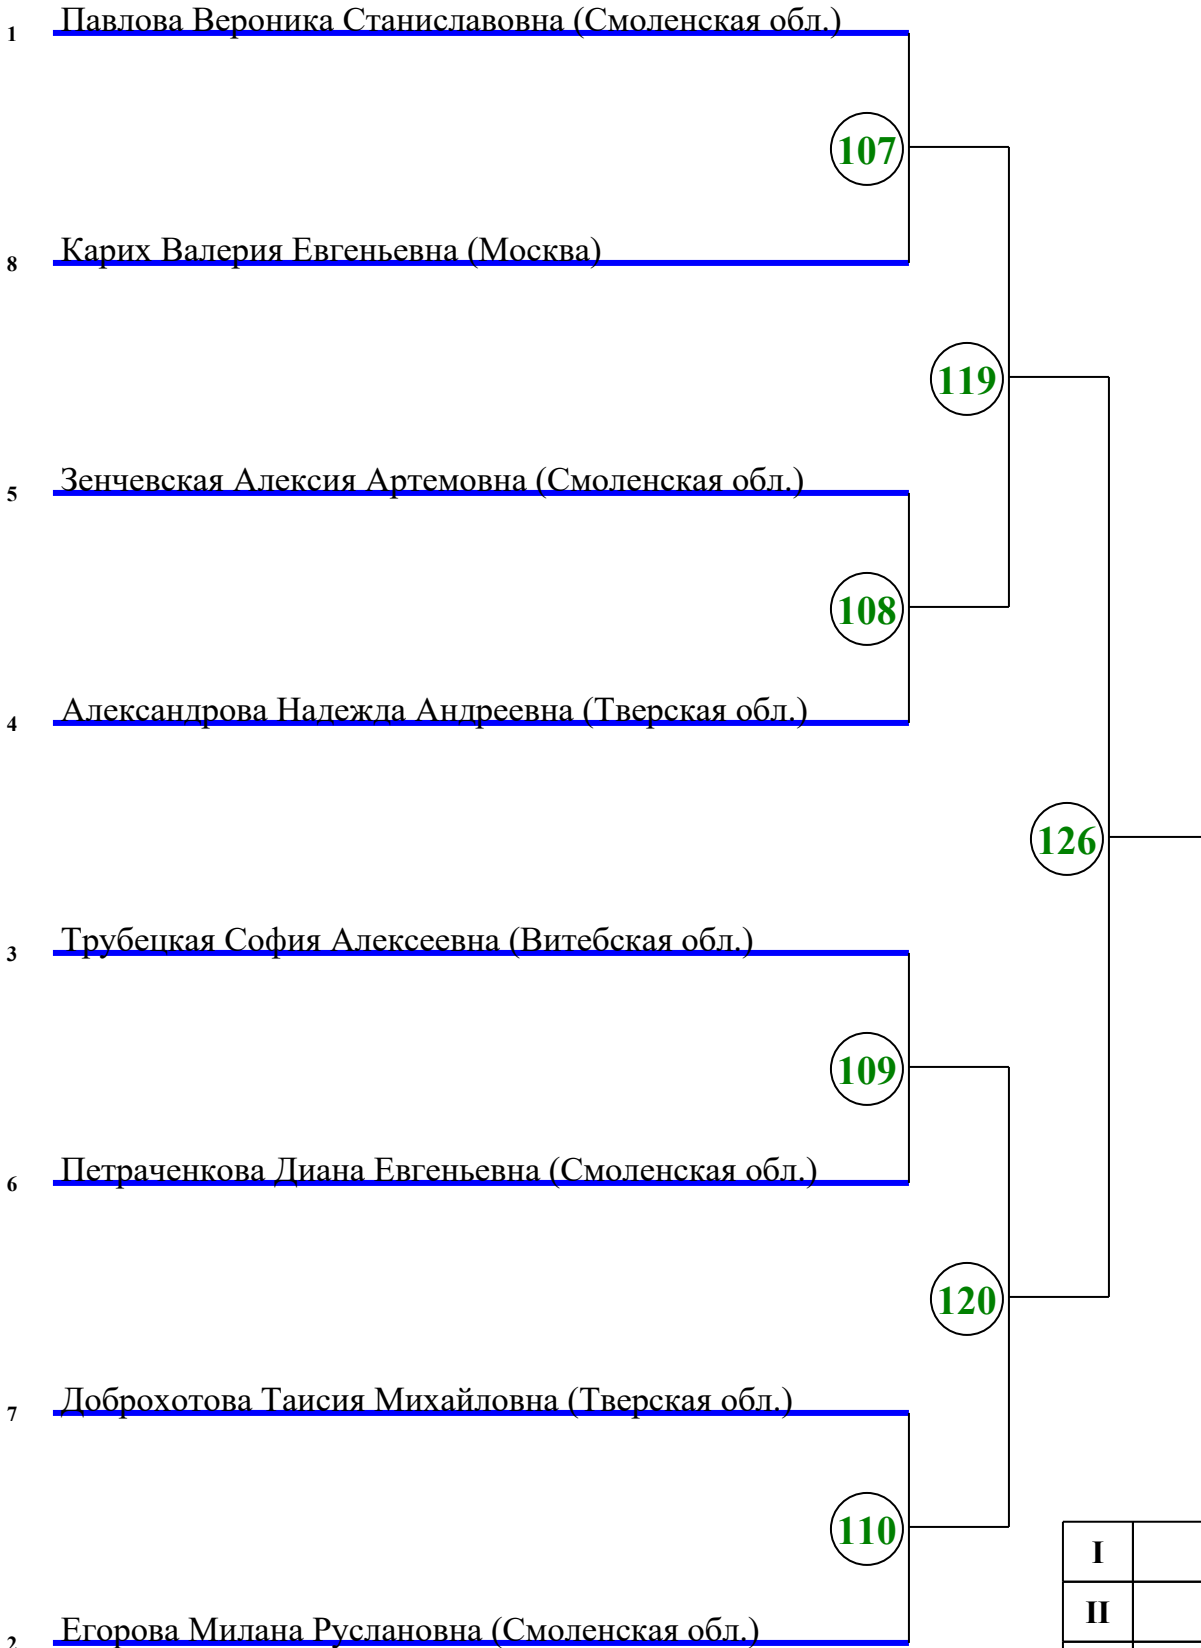 1 Павлова Вероника Станиславовна (Смоленская обл.)
107
8 Карих Валерия Евгеньевна (Москва)
119
5 Зенчевская Алексия Артемовна (Смоленская обл.)
108
4 Александрова Надежда Андреевна (Тверская обл.)
126
3 Трубецкая София Алексеевна (Витебская обл.)
109
6 Петраченкова Диана Евгеньевна (Смоленская обл.)
120
7 Доброхотова Таисия Михайловна (Тверская обл.)
110
I
II
2 Егорова Милана Руслановна (Смоленская обл.)